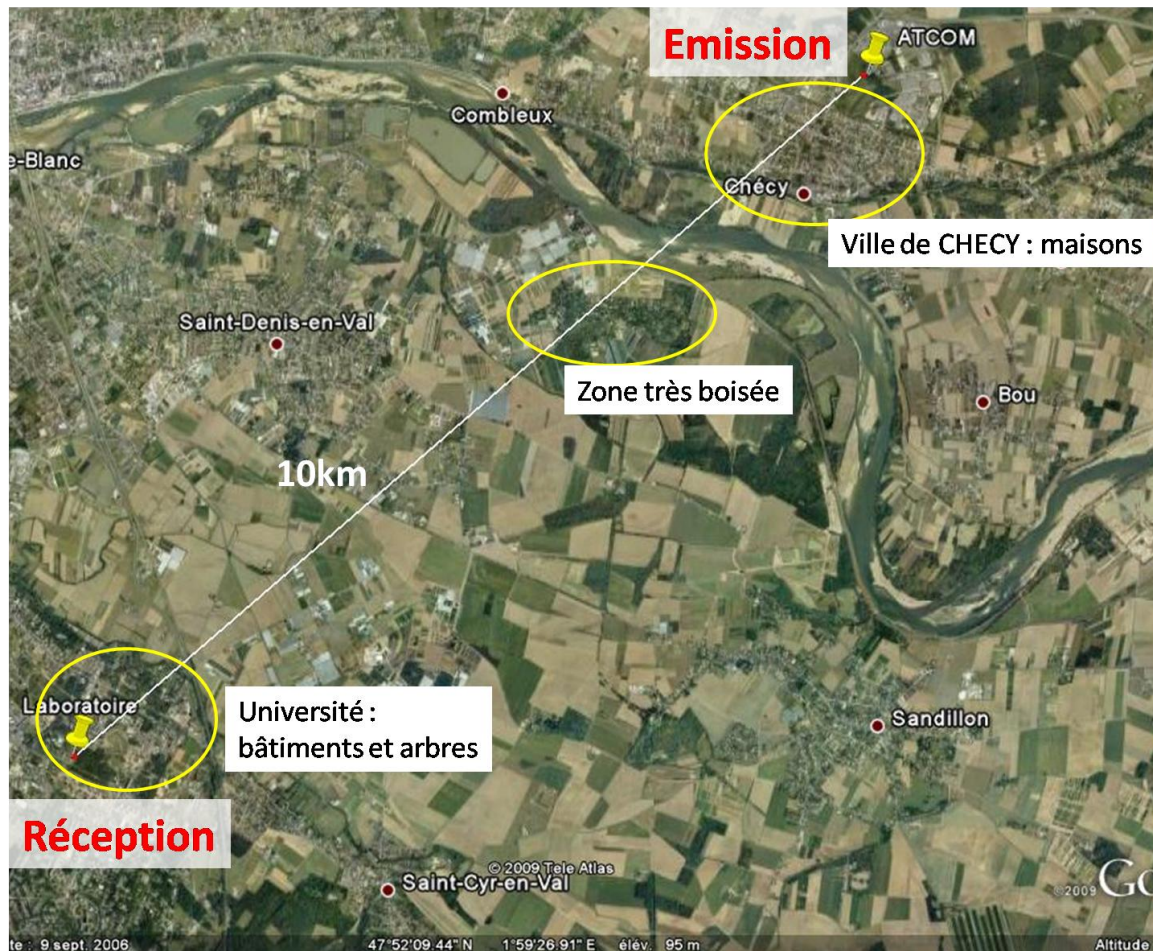 Emission
ATCOM
Combleux
e-Blanc
Chécy
Ville de CHECY : maisons
Saint-Denis-en-Val
Zone très boisée
Bou
10km
Laboratoire
Université :
bâtiments et arbres
Sandillon
Réception
© 2009 Tele Atlas
Saint-Cyr-en-Val
©2009 Go
te : 9 sept. 2006 47°52'09.44" N 1°59'26.91" E élév. 95 m Altitude